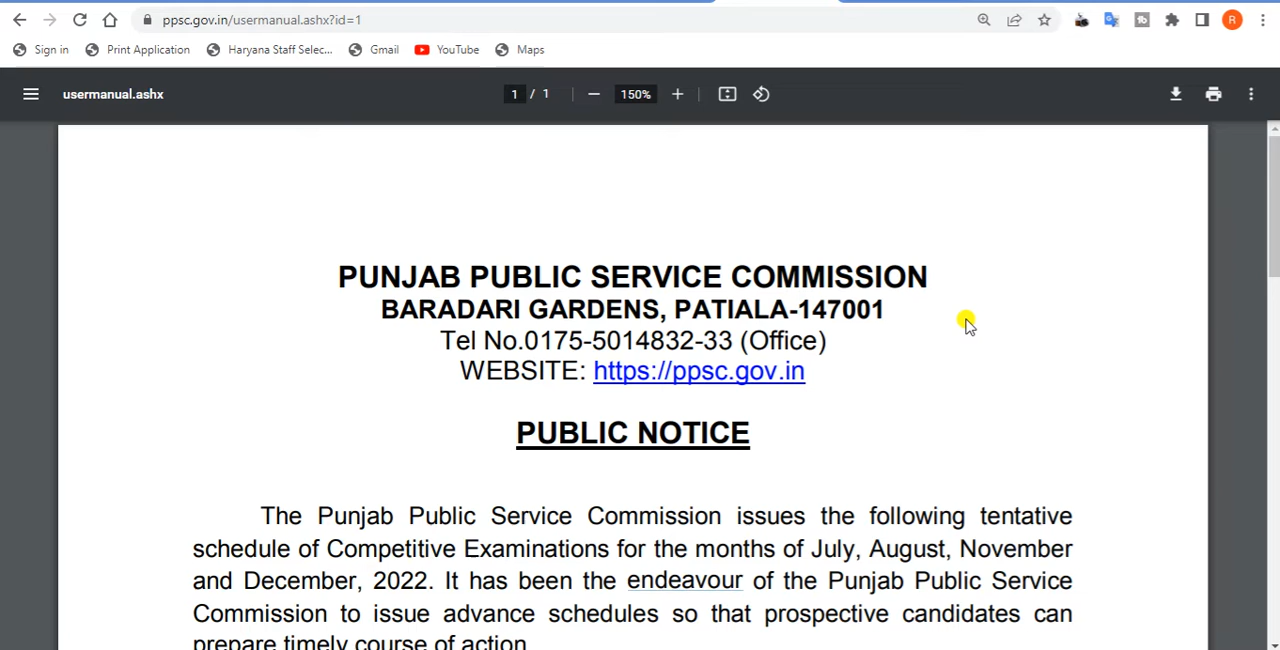 ppsc.gov.in/usermanual.ashx?id=1
R
Sign in Print Application Haryana Staff Selec... Gmail YouTube Maps
usermanual.ashx 1 / 1 150%
PUNJAB PUBLIC SERVICE COMMISSION
BARADARI GARDENS, PATIALA-147001
Tel No.0175-5014832-33 (Office)
WEBSITE: https://ppsc.gov.in
PUBLIC NOTICE
The Punjab Public Service Commission issues the following tentative
schedule of Competitive Examinations for the months of July, August, November
and December, 2022. It has been the endeavour of the Punjab Public Service
Commission to issue advance schedules so that prospective candidates can
prepare timely course of action.